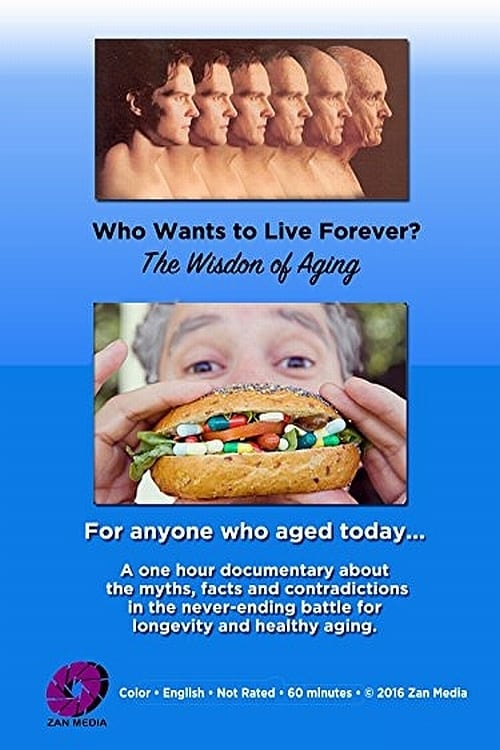 Who Wants to Live Forever?
The Wisdon of Aging
For anyone who aged today...
A one hour documentary about
the myths, facts and contradictions
in the never-ending battle for
longevity and healthy aging.
Color • English • Not Rated • 60 minutes • © 2016 Zan Media
ZAN MEDIA